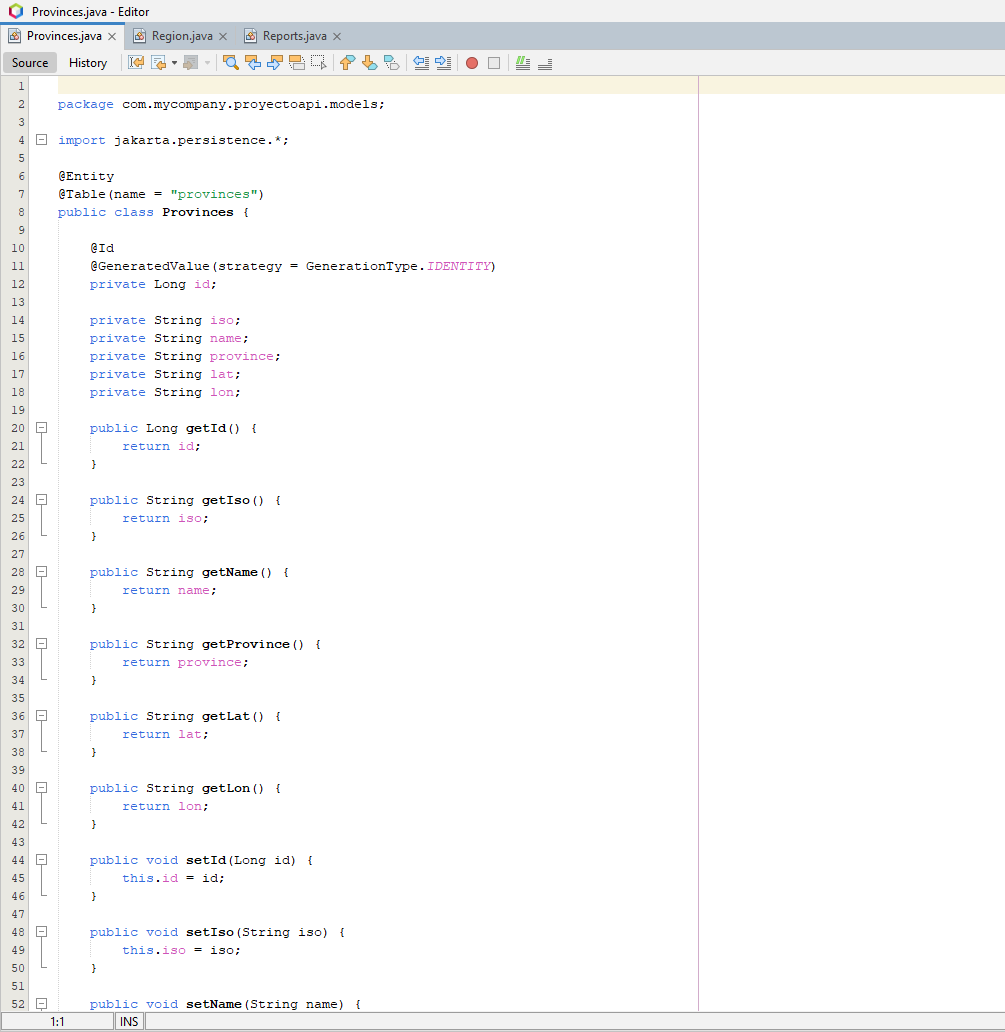 Provinces.java - Editor
Provinces.java Region.java Reports.java
Source History
1
2 package com.mycompany.proyectoapi.models;
3
4 import jakarta.persistence.*;
5
6 @Entity
7 @Table(name = "provinces")
8 public class Provinces {
9
10 @Id
11 @GeneratedValue(strategy = GenerationType.IDENTITY)
12 private Long id;
13
14 private String iso;
15 private String name;
16 private String province;
17 private String lat;
18 private String lon;
19
20 public Long getId() {
21 return id;
22 }
23
24 public String getIso() {
25 return iso;
26 }
27
28 public String getName() {
29 return name;
30 }
31
32 public String getProvince() {
33 return province;
34 }
35
36 public String getLat() {
37 return lat;
38 }
39
40 public String getLon() {
41 return lon;
42 }
43
44 public void setId(Long id) {
45 this.id = id;
46 }
47
48 public void setIso(String iso) {
49 this.iso = iso;
50 }
51
52 public void setName(String name) {
1:1 INS